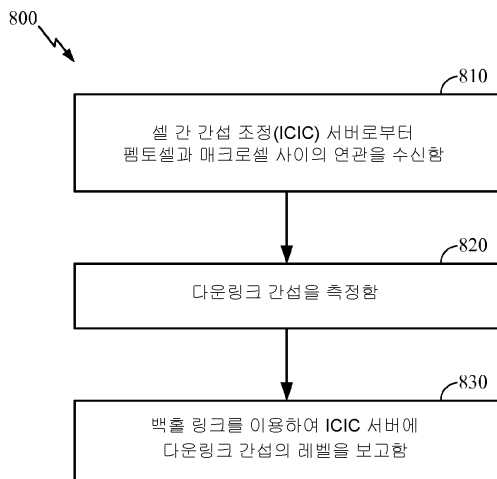 800
810
셀 간 간섭 조정(ICIC) 서버로부터
펨토셀과 매크로셀 사이의 연관을 수신함
820
다운링크 간섭을 측정함
830
백홀 링크를 이용하여 ICIC 서버에
다운링크 간섭의 레벨을 보고함